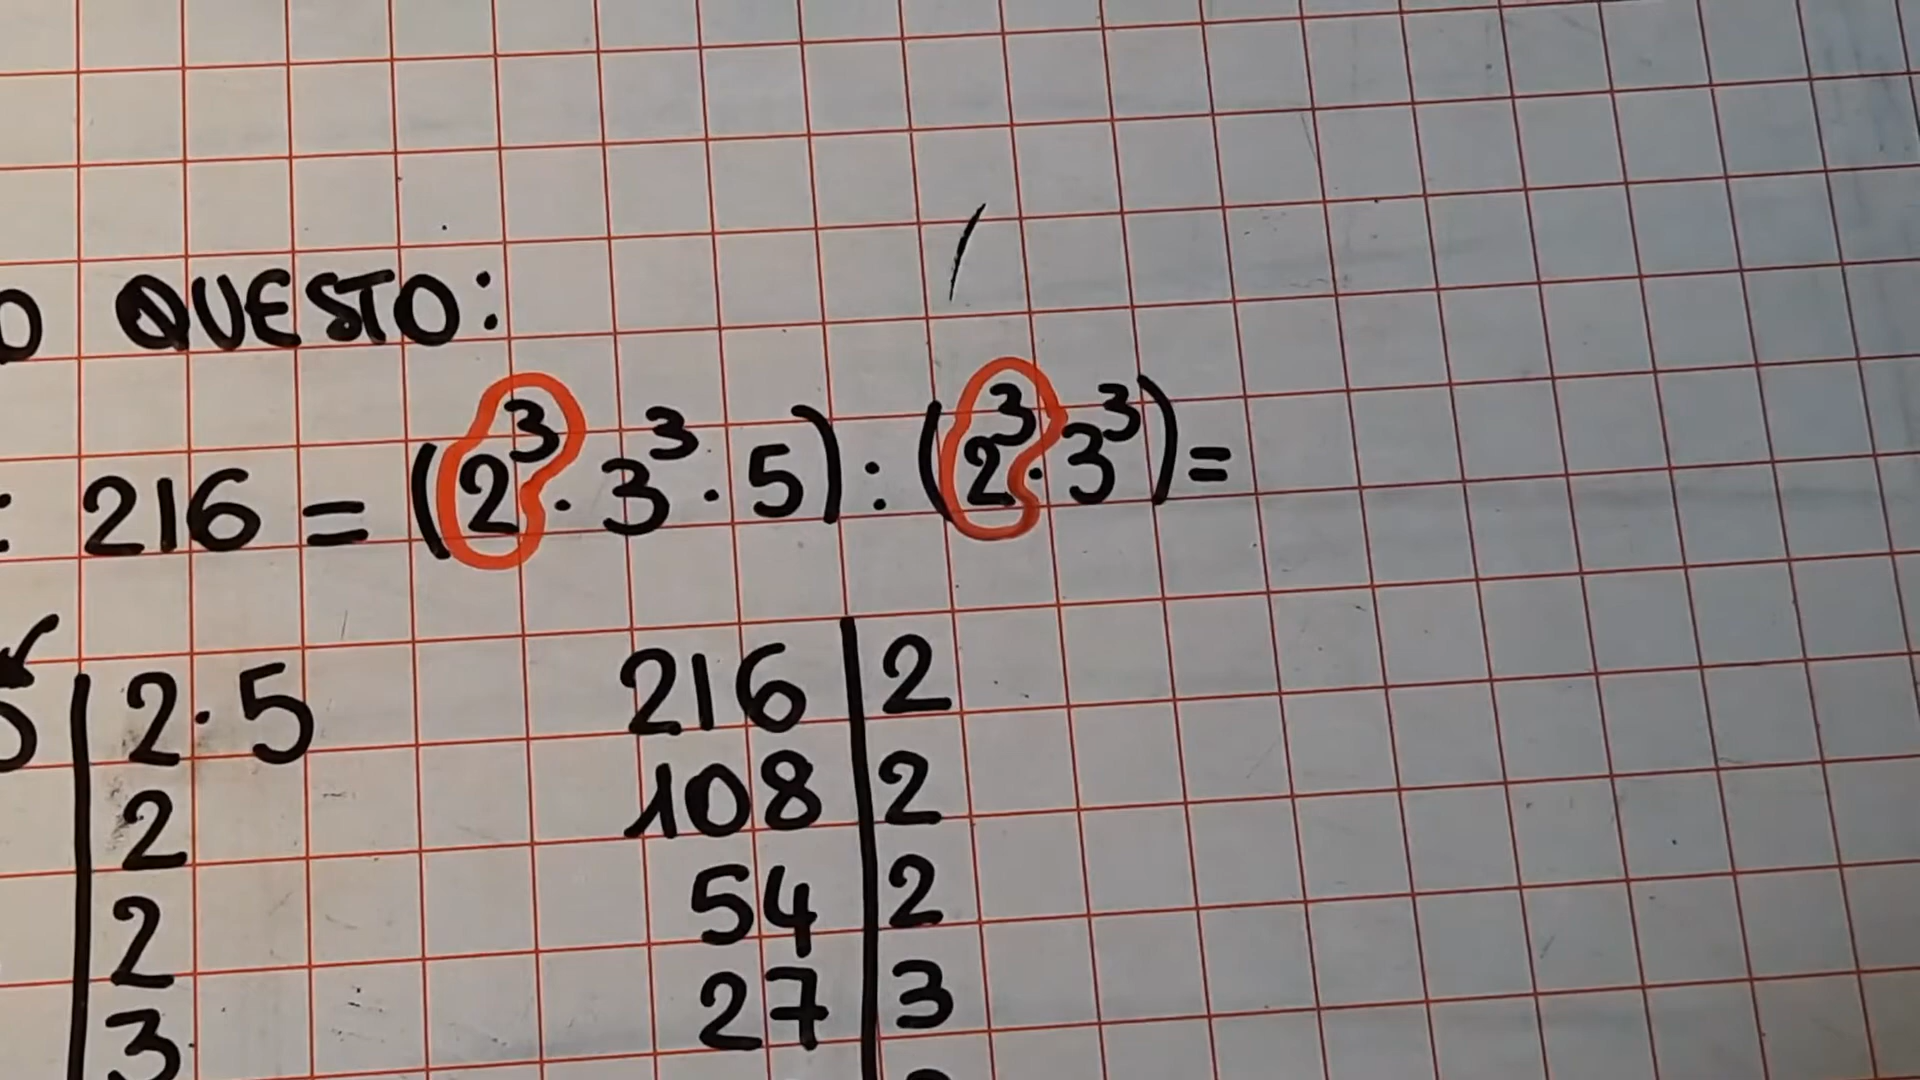 O QUESTO:
: 216 = (2³ · 3³ · 5) : (2³ · 3³) =
2 · 5
2
2
3
216 | 2
108 | 2
54 | 2
27 | 3